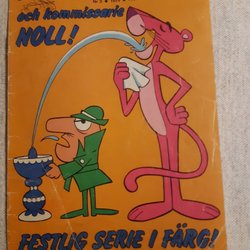 och kommissarie
NOLL!
FESTLIG SERIE I FÄRG!